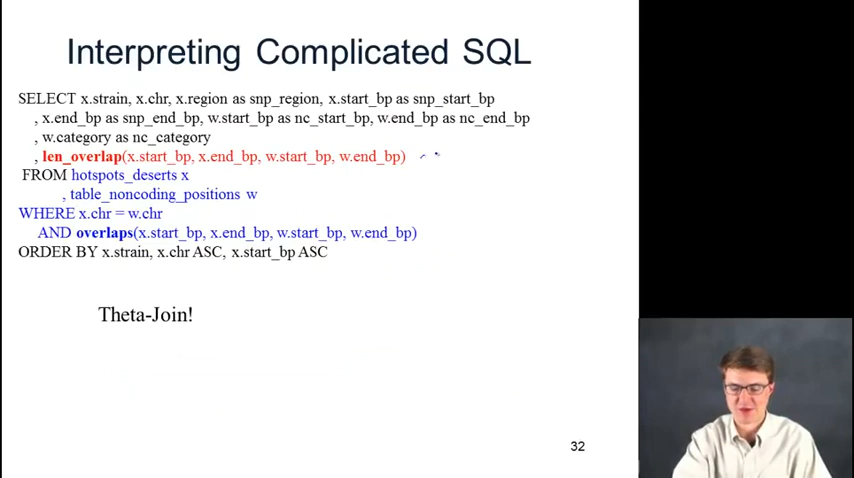 Interpreting Complicated SQL
SELECT x.strain, x.chr, x.region as snp_region, x.start_bp as snp_start_bp
, x.end_bp as snp_end_bp, w.start_bp as nc_start_bp, w.end_bp as nc_end_bp
, w.category as nc_category
, len_overlap(x.start_bp, x.end_bp, w.start_bp, w.end_bp)
FROM hotspots_deserts x
, table_noncoding_positions w
WHERE x.chr = w.chr
AND overlaps(x.start_bp, x.end_bp, w.start_bp, w.end_bp)
ORDER BY x.strain, x.chr ASC, x.start_bp ASC
Theta-Join!
32